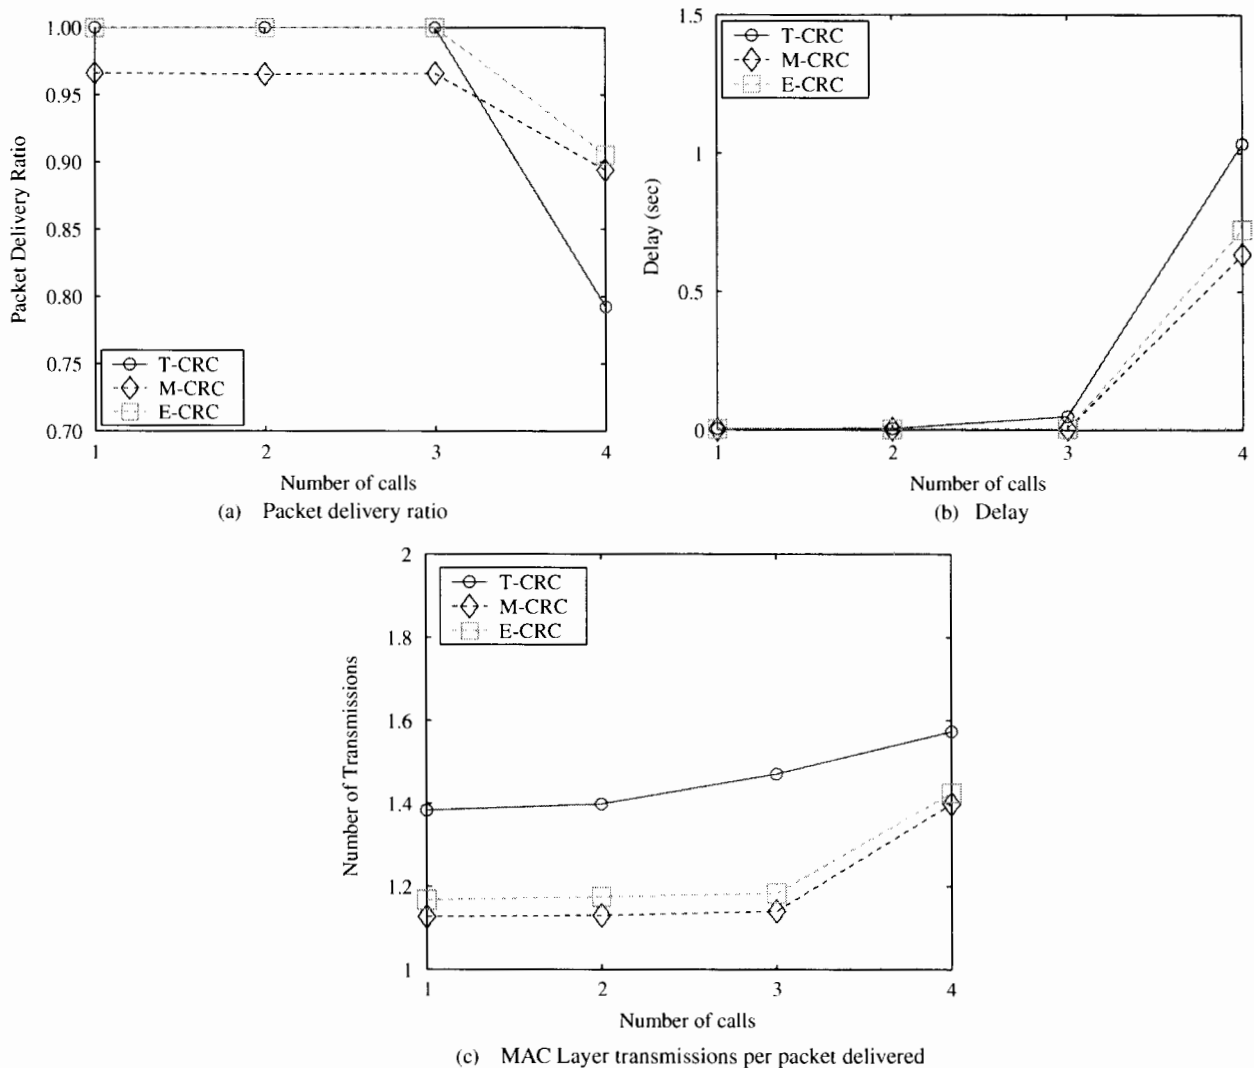 1.00
0.95
0.90
0.85
0.80
0.75
0.70
Packet Delivery Ratio
T-CRC
M-CRC
E-CRC
1 2 3 4
Number of calls
(a) Packet delivery ratio
1.5
1
0.5
0
Delay (sec)
T-CRC
M-CRC
E-CRC
1 2 3 4
Number of calls
(b) Delay
2
1.8
1.6
1.4
1.2
1
Number of Transmissions
T-CRC
M-CRC
E-CRC
1 2 3 4
Number of calls
(c) MAC Layer transmissions per packet delivered